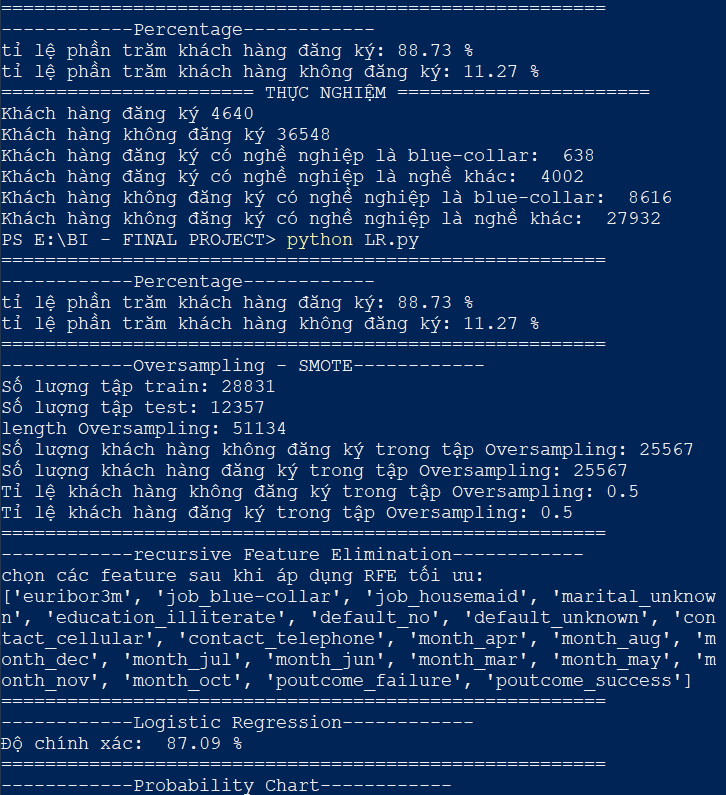 =======================================================
------------Percentage------------
tỉ lệ phần trăm khách hàng đăng ký: 88.73 %
tỉ lệ phần trăm khách hàng không đăng ký: 11.27 %
======================= THỰC NGHIỆM =======================
Khách hàng đăng ký 4640
Khách hàng không đăng ký 36548
Khách hàng đăng ký có nghề nghiệp là blue-collar:  638
Khách hàng đăng ký có nghề nghiệp là nghề khác:  4002
Khách hàng không đăng ký có nghề nghiệp là blue-collar:  8616
Khách hàng không đăng ký có nghề nghiệp là nghề khác:  27932
PS E:\BI - FINAL PROJECT> python LR.py
=======================================================
------------Percentage------------
tỉ lệ phần trăm khách hàng đăng ký: 88.73 %
tỉ lệ phần trăm khách hàng không đăng ký: 11.27 %
=======================================================
------------Oversampling - SMOTE------------
Số lượng tập train: 28831
Số lượng tập test: 12357
length Oversampling: 51134
Số lượng khách hàng không đăng ký trong tập Oversampling: 25567
Số lượng khách hàng đăng ký trong tập Oversampling: 25567
Tỉ lệ khách hàng không đăng ký trong tập Oversampling: 0.5
Tỉ lệ khách hàng đăng ký trong tập Oversampling: 0.5
=======================================================
------------recursive Feature Elimination------------
chọn các feature sau khi áp dụng RFE tối ưu:
['euribor3m', 'job_blue-collar', 'job_housemaid', 'marital_unknow
n', 'education_illiterate', 'default_no', 'default_unknown', 'con
tact_cellular', 'contact_telephone', 'month_apr', 'month_aug', 'm
onth_dec', 'month_jul', 'month_jun', 'month_mar', 'month_may', 'm
onth_nov', 'month_oct', 'poutcome_failure', 'poutcome_success']
=======================================================
------------Logistic Regression------------
Độ chính xác:  87.09 %
=======================================================
------------Probability Chart------------